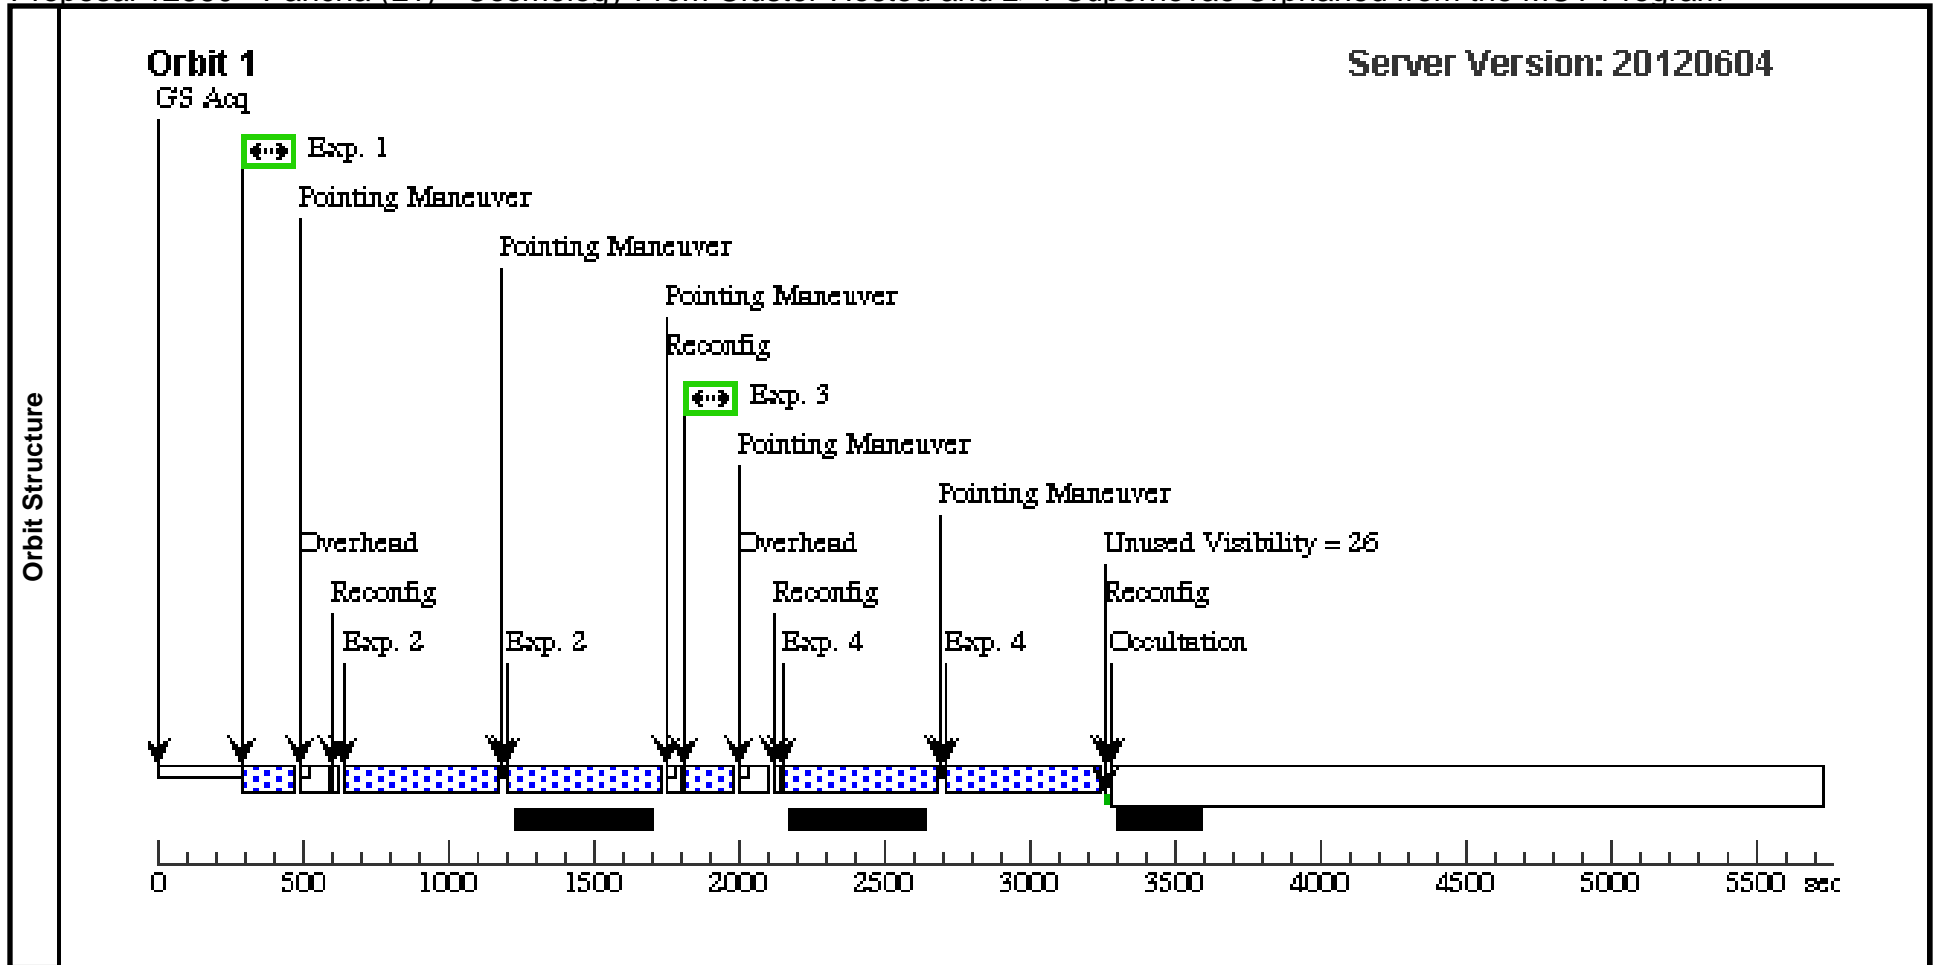 Orbit 1
Server Version: 20120604
GS Acq
Exp. 1
Pointing Maneuver
Pointing Maneuver
Pointing Maneuver
Reconfig
Exp. 3
Pointing Maneuver
Pointing Maneuver
Overhead
Overhead
Unused Visibility = 26
Reconfig
Reconfig
Reconfig
Exp. 2
Exp. 2
Exp. 4
Exp. 4
Occultation
0 500 1000 1500 2000 2500 3000 3500 4000 4500 5000 5500 sec
Orbit Structure